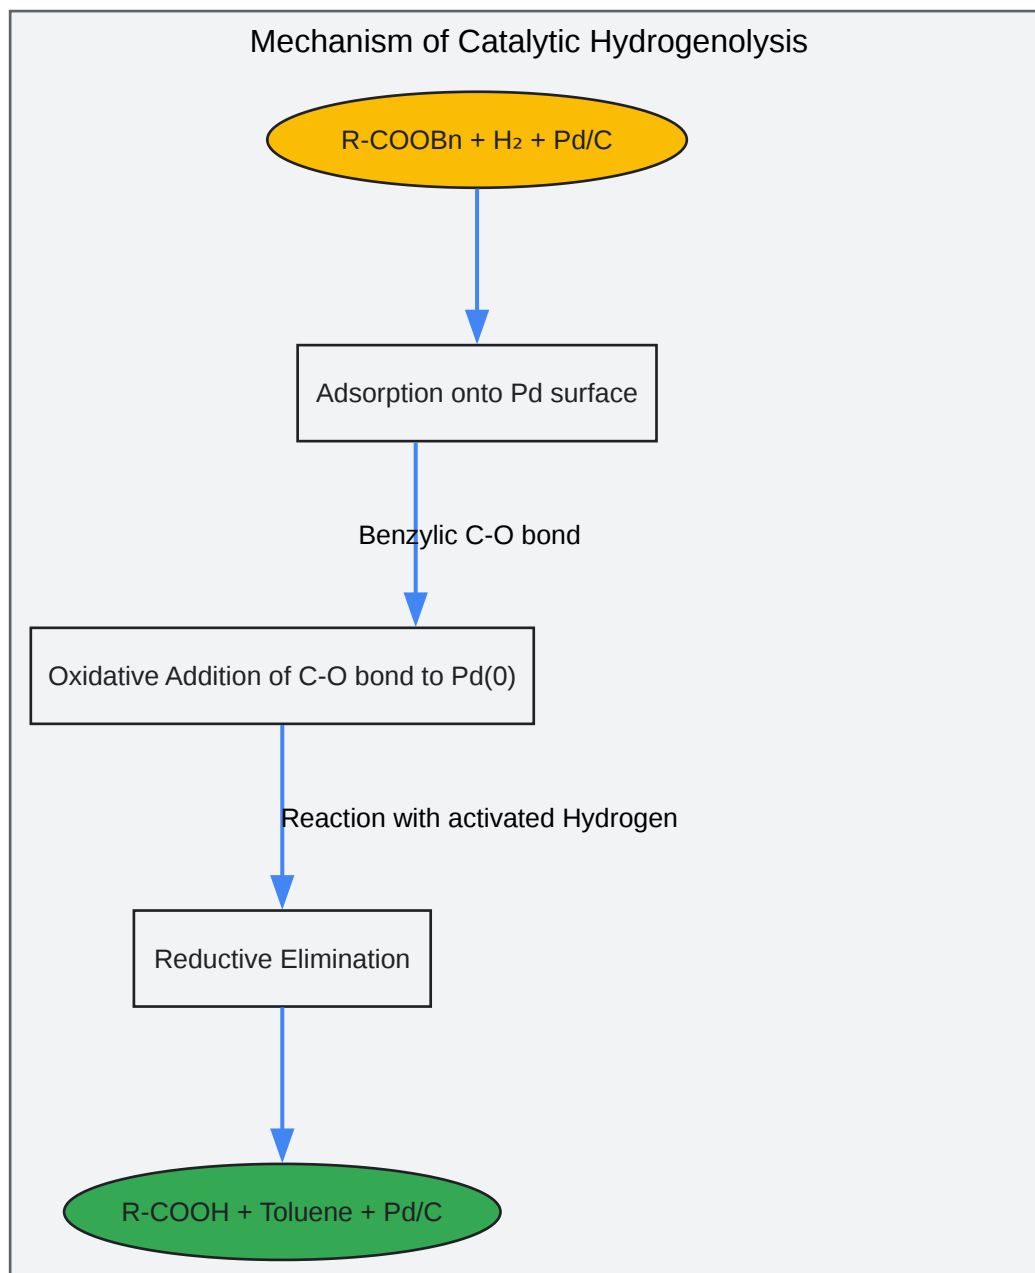 Mechanism of Catalytic Hydrogenolysis
R-COOBn + H₂ + Pd/C
Adsorption onto Pd surface
Benzylic C-O bond
Oxidative Addition of C-O bond to Pd(0)
Reaction with activated Hydrogen
Reductive Elimination
R-COOH + Toluene + Pd/C